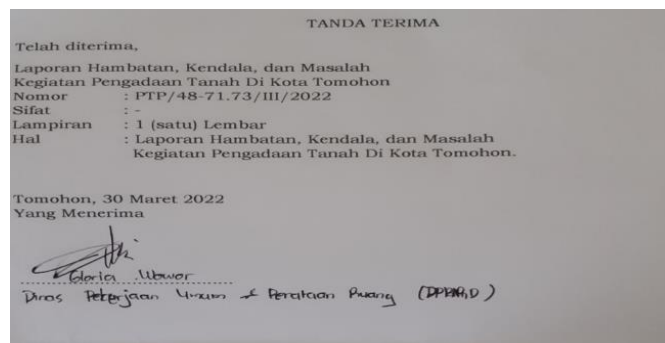 TANDA TERIMA
Telah diterima,
Laporan Hambatan, Kendala, dan Masalah
Kegiatan Pengadaan Tanah Di Kota Tomohon
Nomor : PTP/48-71.73/III/2022
Sifat : -
Lampiran : 1 (satu) Lembar
Hal : Laporan Hambatan, Kendala, dan Masalah
Kegiatan Pengadaan Tanah Di Kota Tomohon.
Tomohon, 30 Maret 2022
Yang Menerima
Gloria Wowor
Dinas Pekerjaan Umum & Penataan Ruang